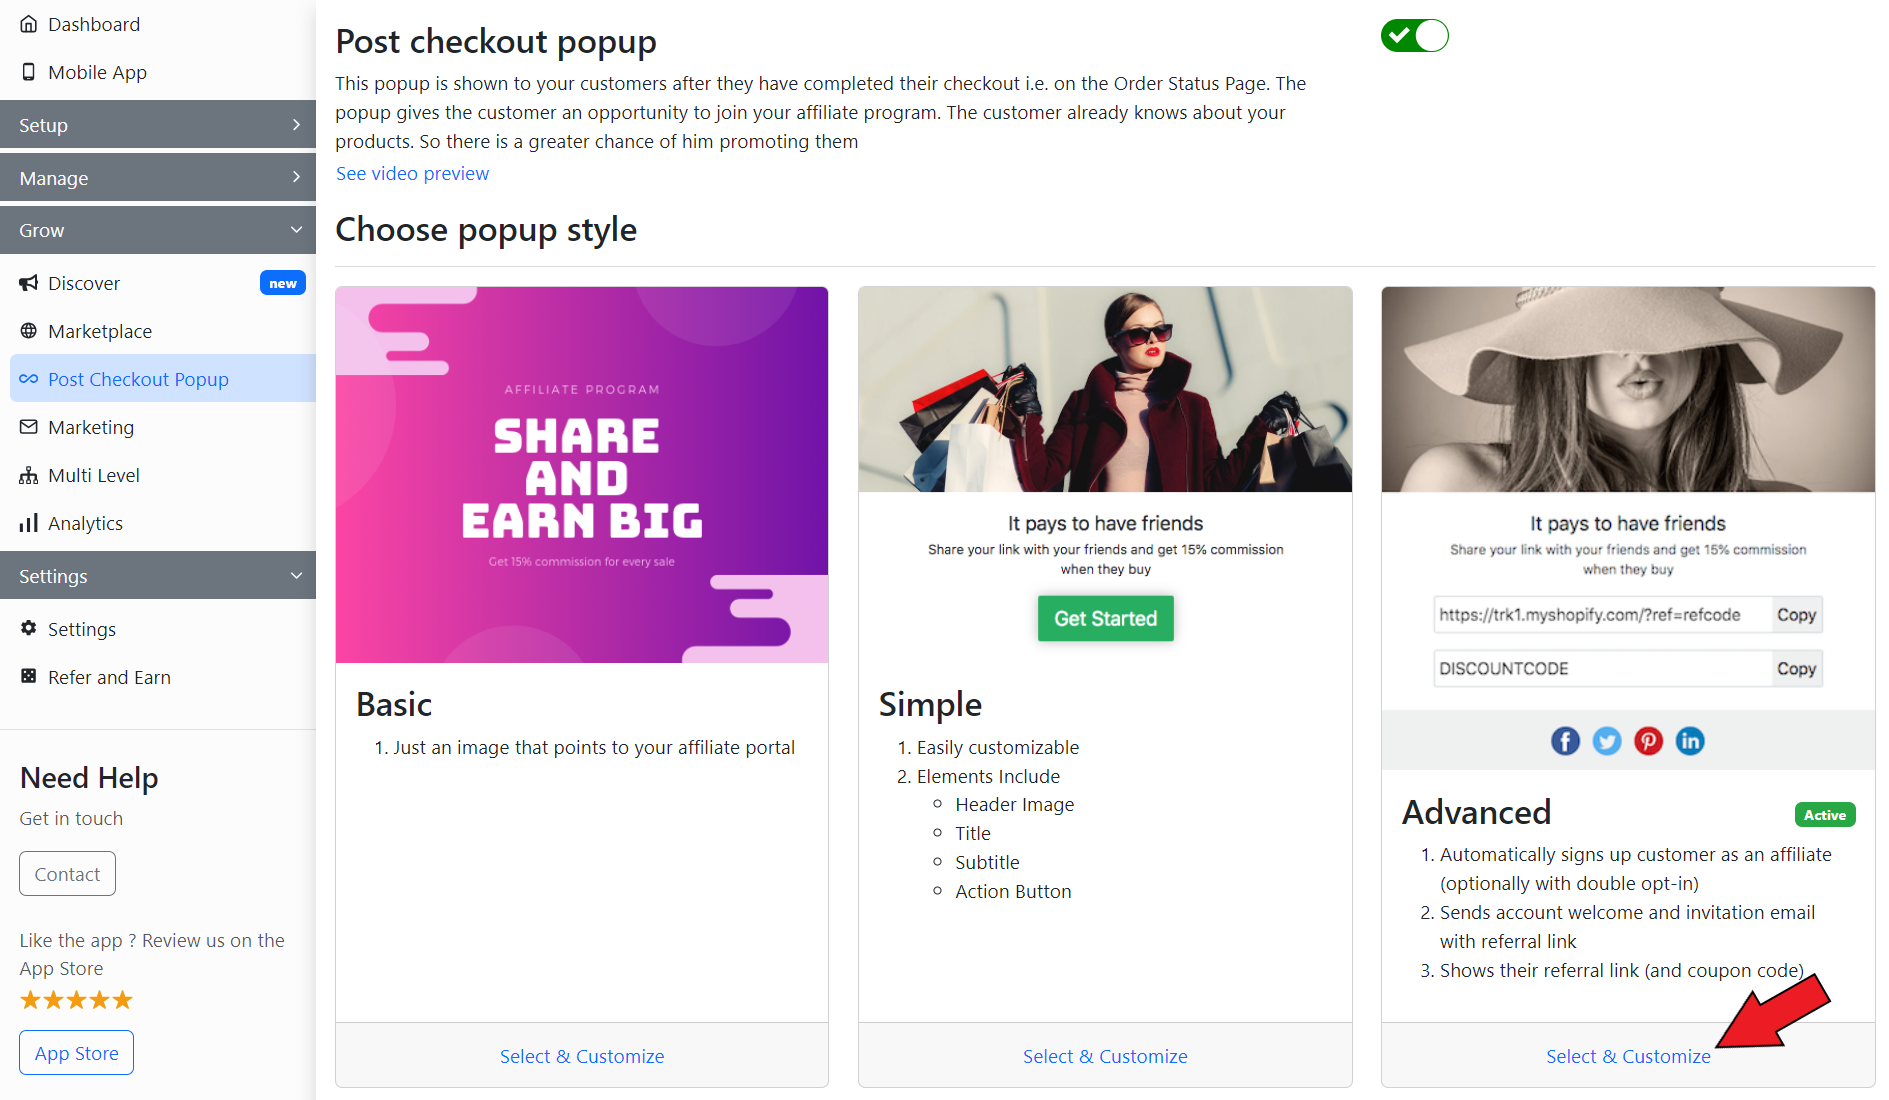 Dashboard
Mobile App
Setup
Manage
Grow
Discover new
Marketplace
Post Checkout Popup
Marketing
Multi Level
Analytics
Settings
Settings
Refer and Earn
Need Help
Get in touch
Contact
Like the app ? Review us on the
App Store
App Store
Post checkout popup
This popup is shown to your customers after they have completed their checkout i.e. on the Order Status Page. The
popup gives the customer an opportunity to join your affiliate program. The customer already knows about your
products. So there is a greater chance of him promoting them
See video preview
Choose popup style
AFFILIATE PROGRAM
SHARE
AND
EARN BIG
Get 15% commission for every sale
Basic
1. Just an image that points to your affiliate portal
Select & Customize
It pays to have friends
Share your link with your friends and get 15% commission
when they buy
Get Started
Simple
1. Easily customizable
2. Elements Include
Header Image
Title
Subtitle
Action Button
Select & Customize
It pays to have friends
Share your link with your friends and get 15% commission
when they buy
https://trk1.myshopify.com/?ref=refcode Copy
DISCOUNTCODE Copy
Advanced Active
1. Automatically signs up customer as an affiliate
(optionally with double opt-in)
2. Sends account welcome and invitation email
with referral link
3. Shows their referral link (and coupon code)
Select & Customize